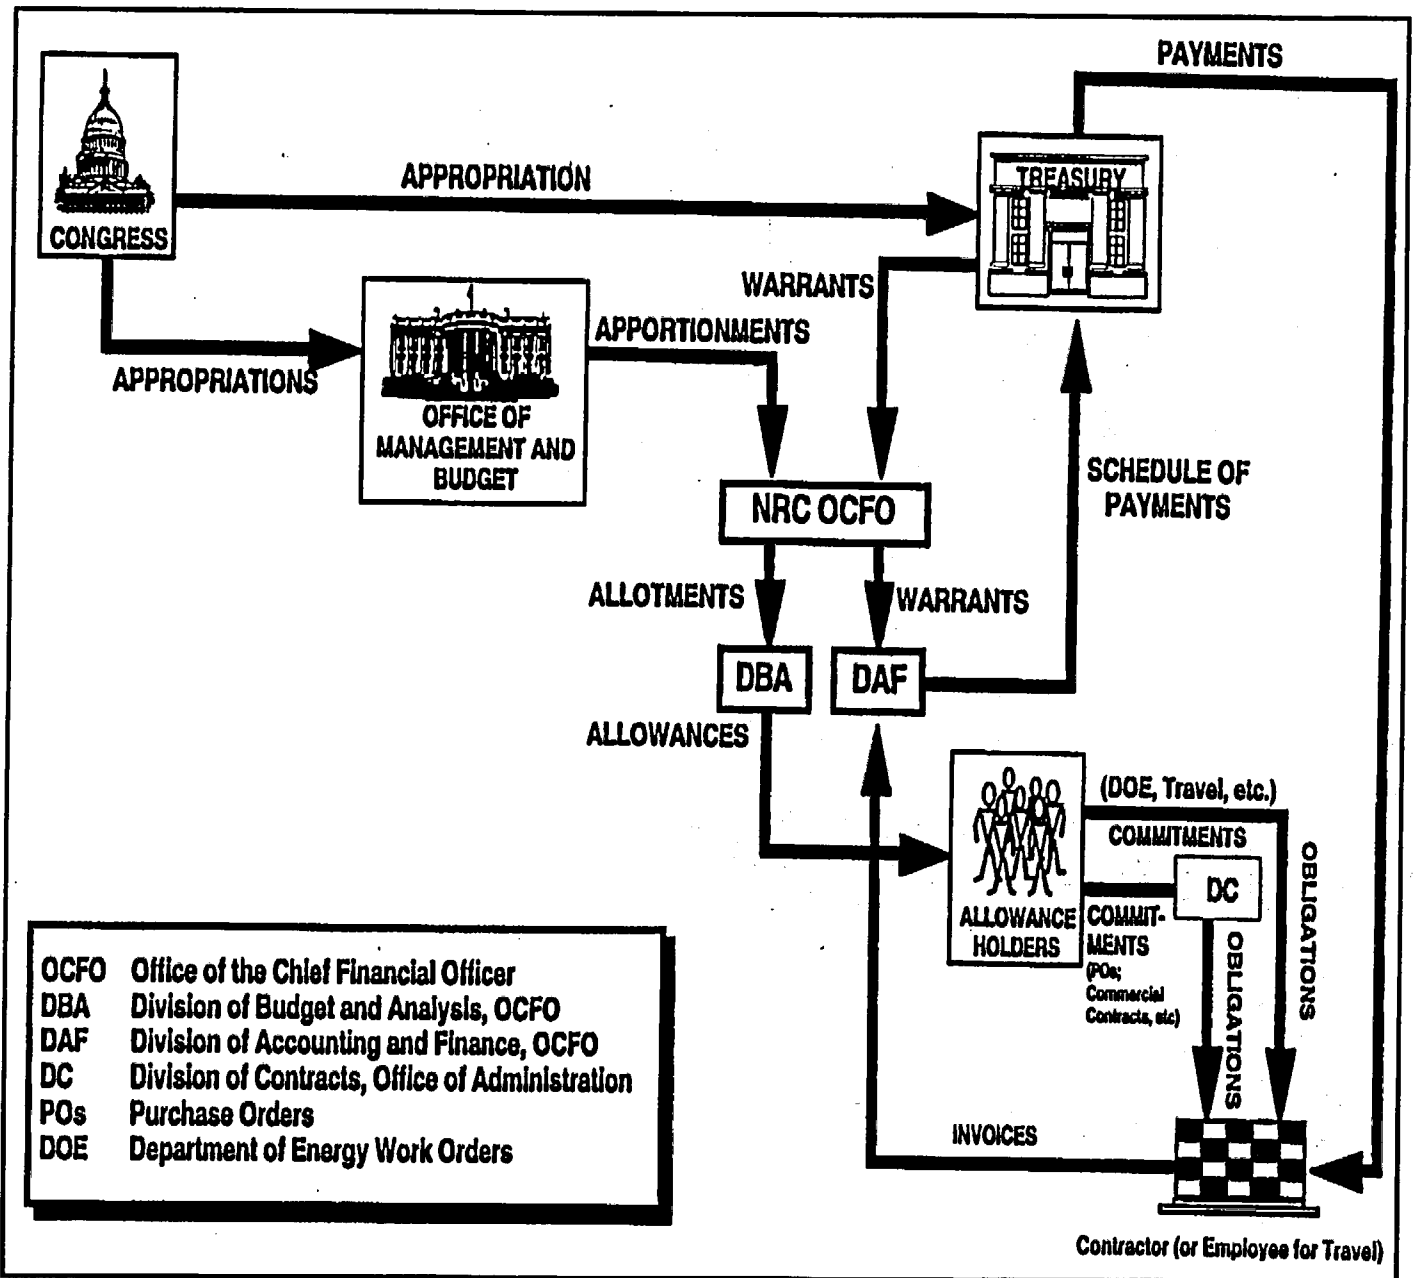 PAYMENTS
TREASURY
APPROPRIATION
CONGRESS
WARRANTS
APPORTIONMENTS
APPROPRIATIONS
OFFICE OF
MANAGEMENT AND
BUDGET
SCHEDULE OF
PAYMENTS
NRC OCFO
ALLOTMENTS
WARRANTS
DBA
DAF
ALLOWANCES
(DOE, Travel, etc.)
COMMITMENTS
OBLIGATIONS
DC
ALLOWANCE
HOLDERS
COMMIT-
MENTS
(POs;
Commercial
Contracts, etc)
OBLIGATIONS
OCFO Office of the Chief Financial Officer
DBA Division of Budget and Analysis, OCFO
DAF Division of Accounting and Finance, OCFO
DC Division of Contracts, Office of Administration
POs Purchase Orders
DOE Department of Energy Work Orders
INVOICES
Contractor (or Employee for Travel)